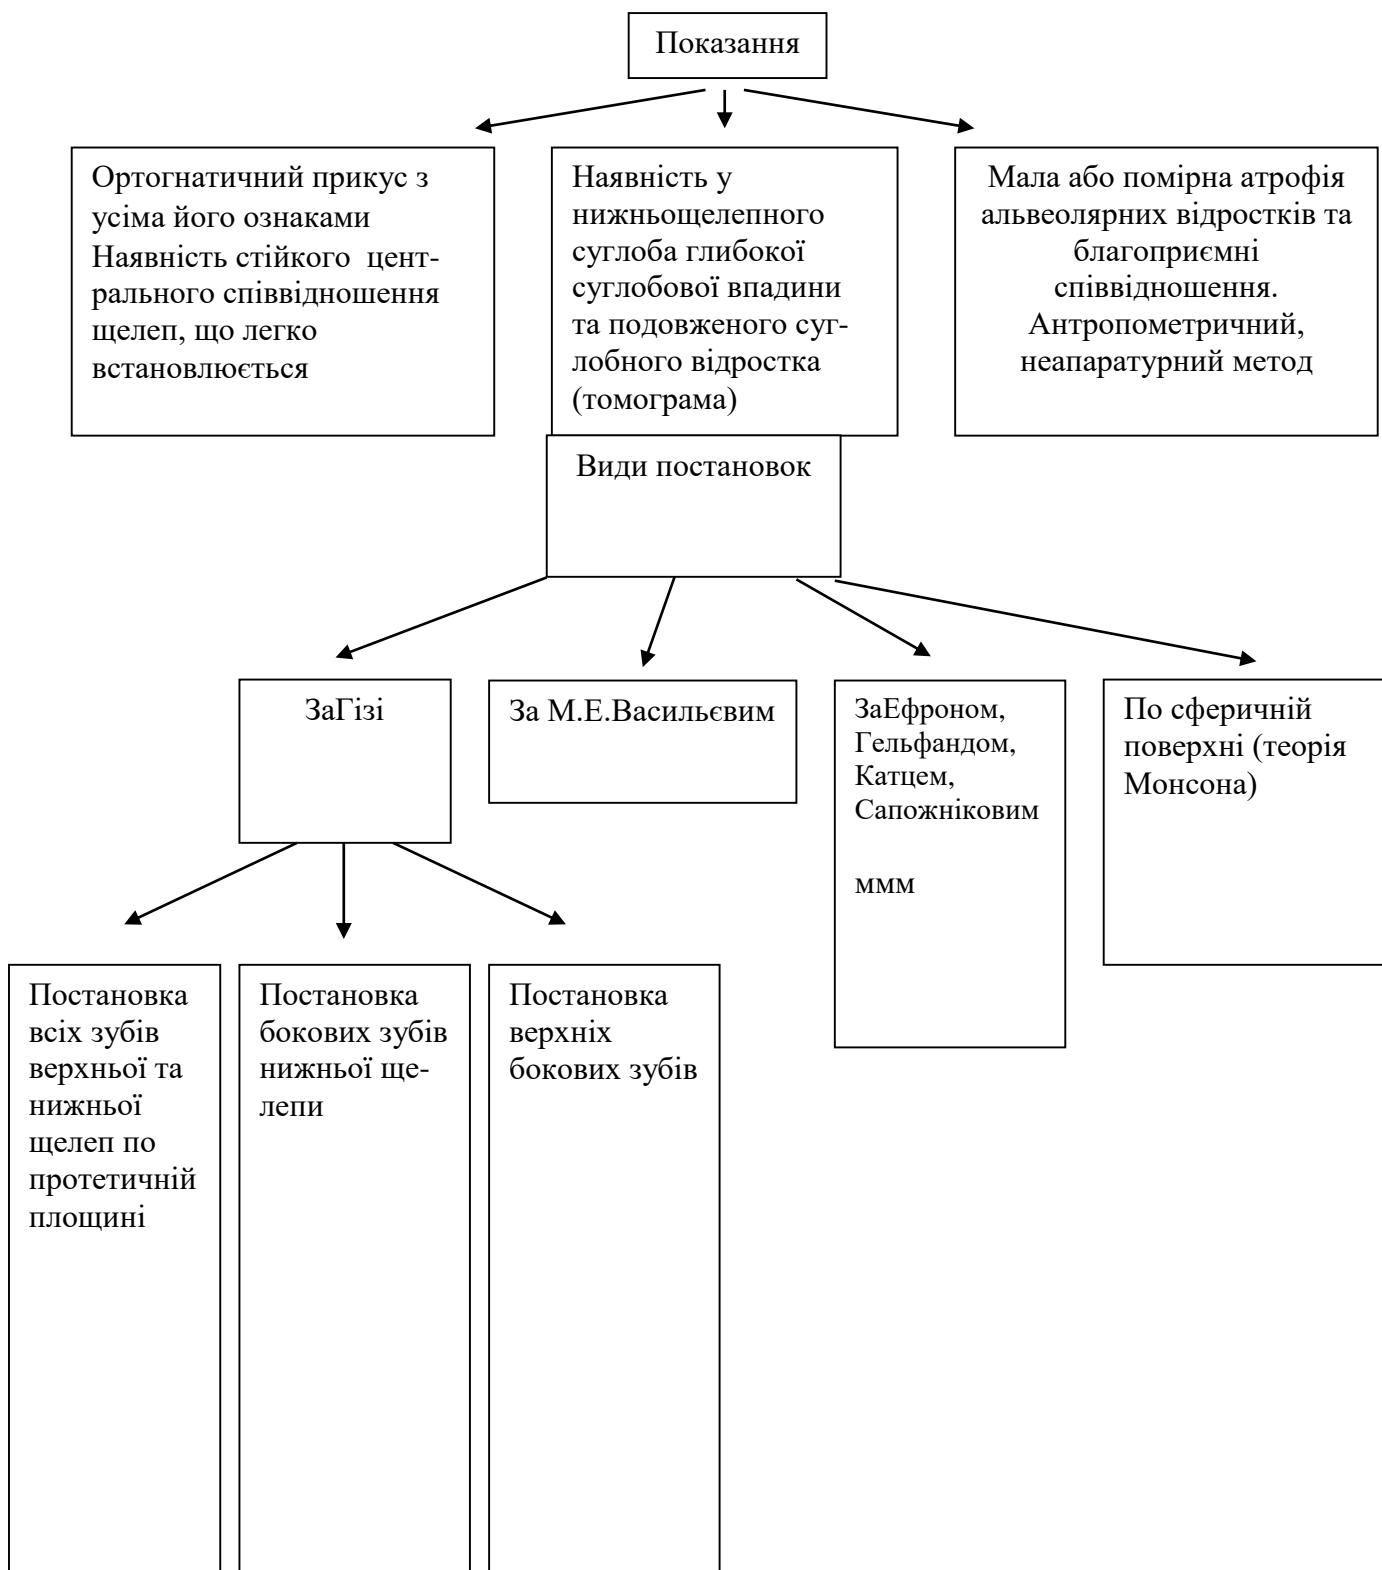 Показання
Ортогнатичний прикус з
усіма його ознаками
Наявність стійкого цент-
рального співвідношення
щелеп, що легко
встановлюється
Наявність у
нижньощелепного
суглоба глибокої
суглобової впадини
та подовженого суг-
лобного відростка
(томограма)
Мала або помірна атрофія
альвеолярних відростків та
благоприємні
співвідношення.
Антропометричний,
неапаратурний метод
Види постановок
ЗаГізі
За М.Е.Васильєвим
ЗаЕфроном,
Гельфандом,
Катцем,
Сапожніковим
ммм
По сферичній
поверхні (теорія
Монсона)
Постановка
всіх зубів
верхньої та
нижньої
щелеп по
протетичній
площині
Постановка
бокових зубів
нижньої ще-
лепи
Постановка
верхніх
бокових зубів